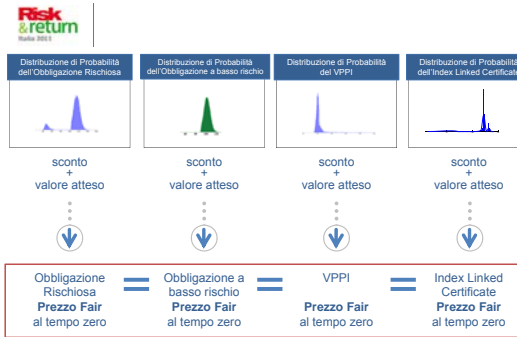 Risk
&return
Italia 2011
Distribuzione di Probabilità
dell'Obbligazione Rischiosa
Distribuzione di Probabilità
dell'Obbligazione a basso rischio
Distribuzione di Probabilità
del VPPI
Distribuzione di Probabilità
dell'Index Linked Certificate
sconto
+
valore atteso
sconto
+
valore atteso
sconto
+
valore atteso
sconto
+
valore atteso
Obbligazione
Rischiosa
Prezzo Fair
al tempo zero
=
Obbligazione a
basso rischio
Prezzo Fair
al tempo zero
=
VPPI
Prezzo Fair
al tempo zero
=
Index Linked
Certificate
Prezzo Fair
al tempo zero